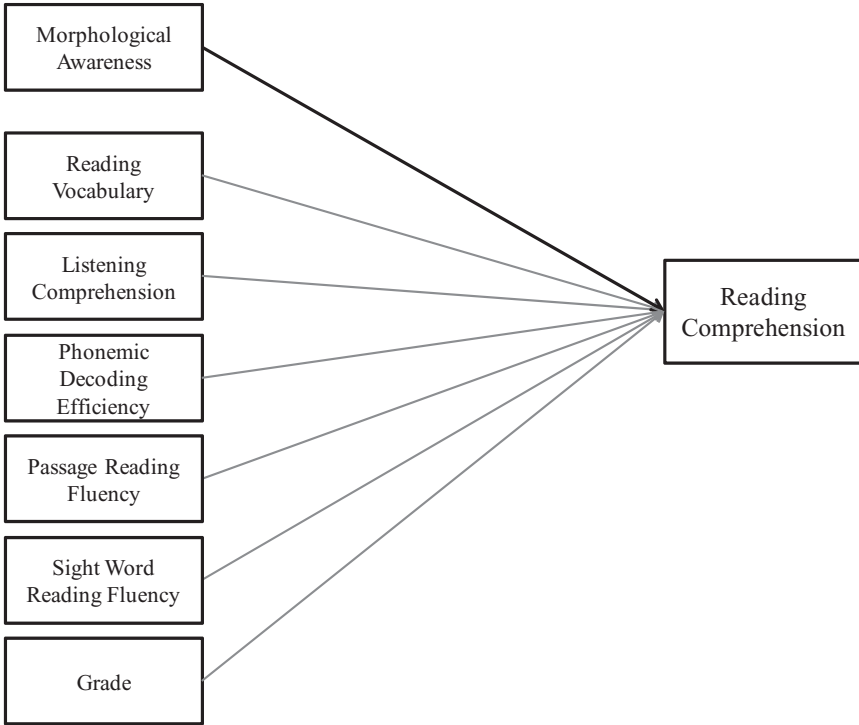 Morphological
Awareness
Reading
Vocabulary
Listening
Comprehension
Phonemic
Decoding
Efficiency
Passage Reading
Fluency
Sight Word
Reading Fluency
Grade
Reading
Comprehension